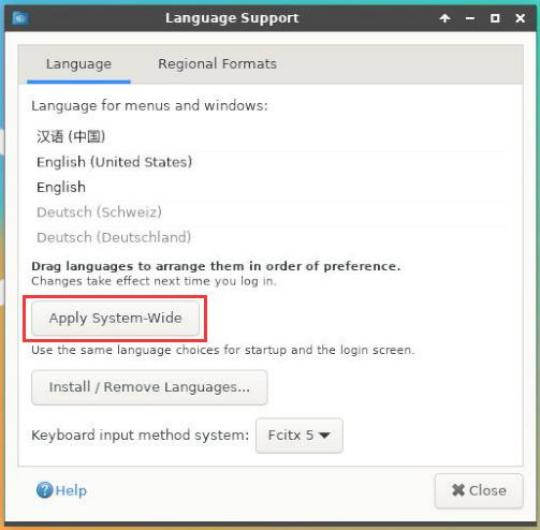 Language Support
Language Regional Formats
Language for menus and windows:
汉语 (中国)
English (United States)
English
Deutsch (Schweiz)
Deutsch (Deutschland)
Drag languages to arrange them in order of preference.
Changes take effect next time you log in.
Apply System-Wide
Use the same language choices for startup and the login screen.
Install / Remove Languages...
Keyboard input method system: Fcitx 5
Help Close